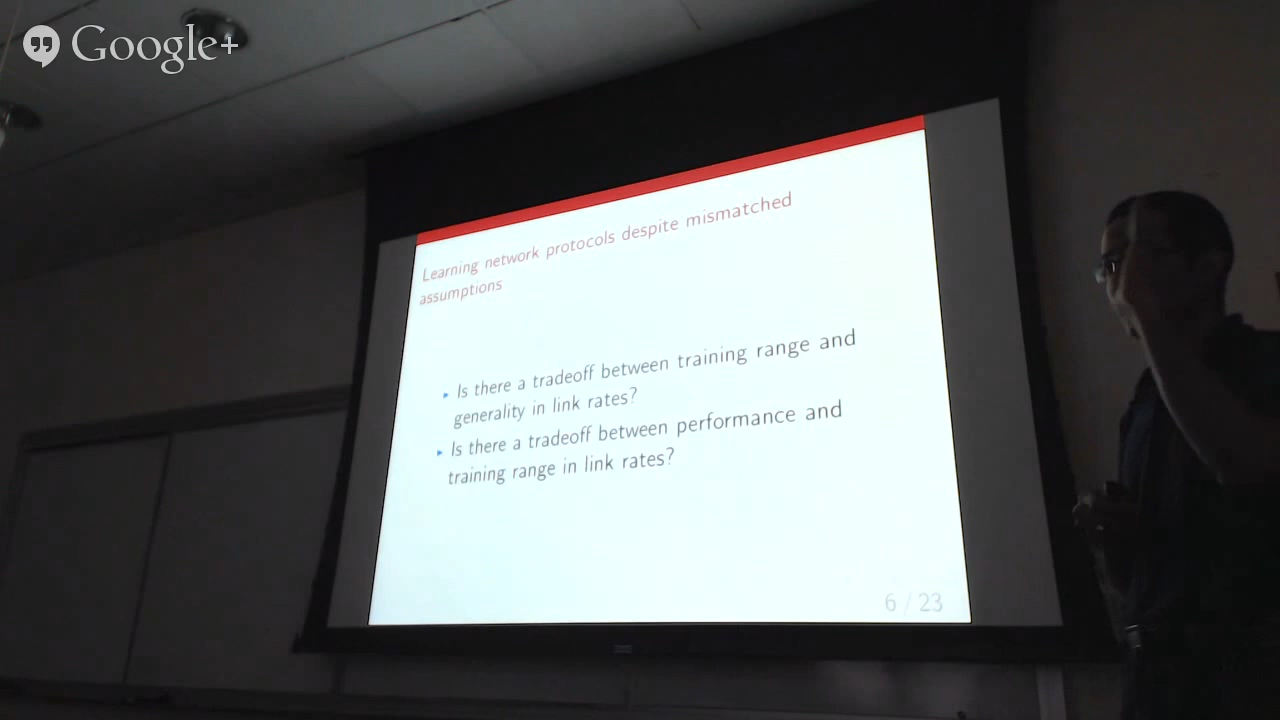 Google+
Learning network protocols despite mismatched
assumptions
Is there a tradeoff between training range and
generality in link rates?
Is there a tradeoff between performance and
training range in link rates?
6 / 23